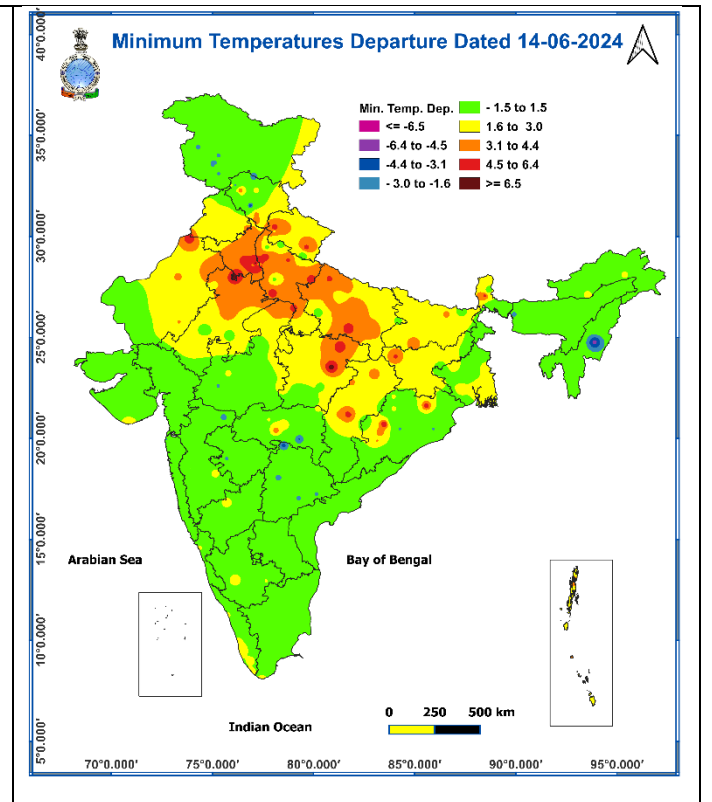 Minimum Temperatures Departure Dated 14-06-2024
Min. Temp. Dep.
<= -6.5
-6.4 to -4.5
-4.4 to -3.1
- 3.0 to -1.6
- 1.5 to 1.5
1.6 to 3.0
3.1 to 4.4
4.5 to 6.4
>= 6.5
40°0.000'
35°0.000'
30°0.000'
25°0.000'
20°0.000'
15°0.000'
10°0.000'
5°0.000'
Arabian Sea
Bay of Bengal
Indian Ocean
0 250 500 km
70°0.000' 75°0.000' 80°0.000' 85°0.000' 90°0.000' 95°0.000'